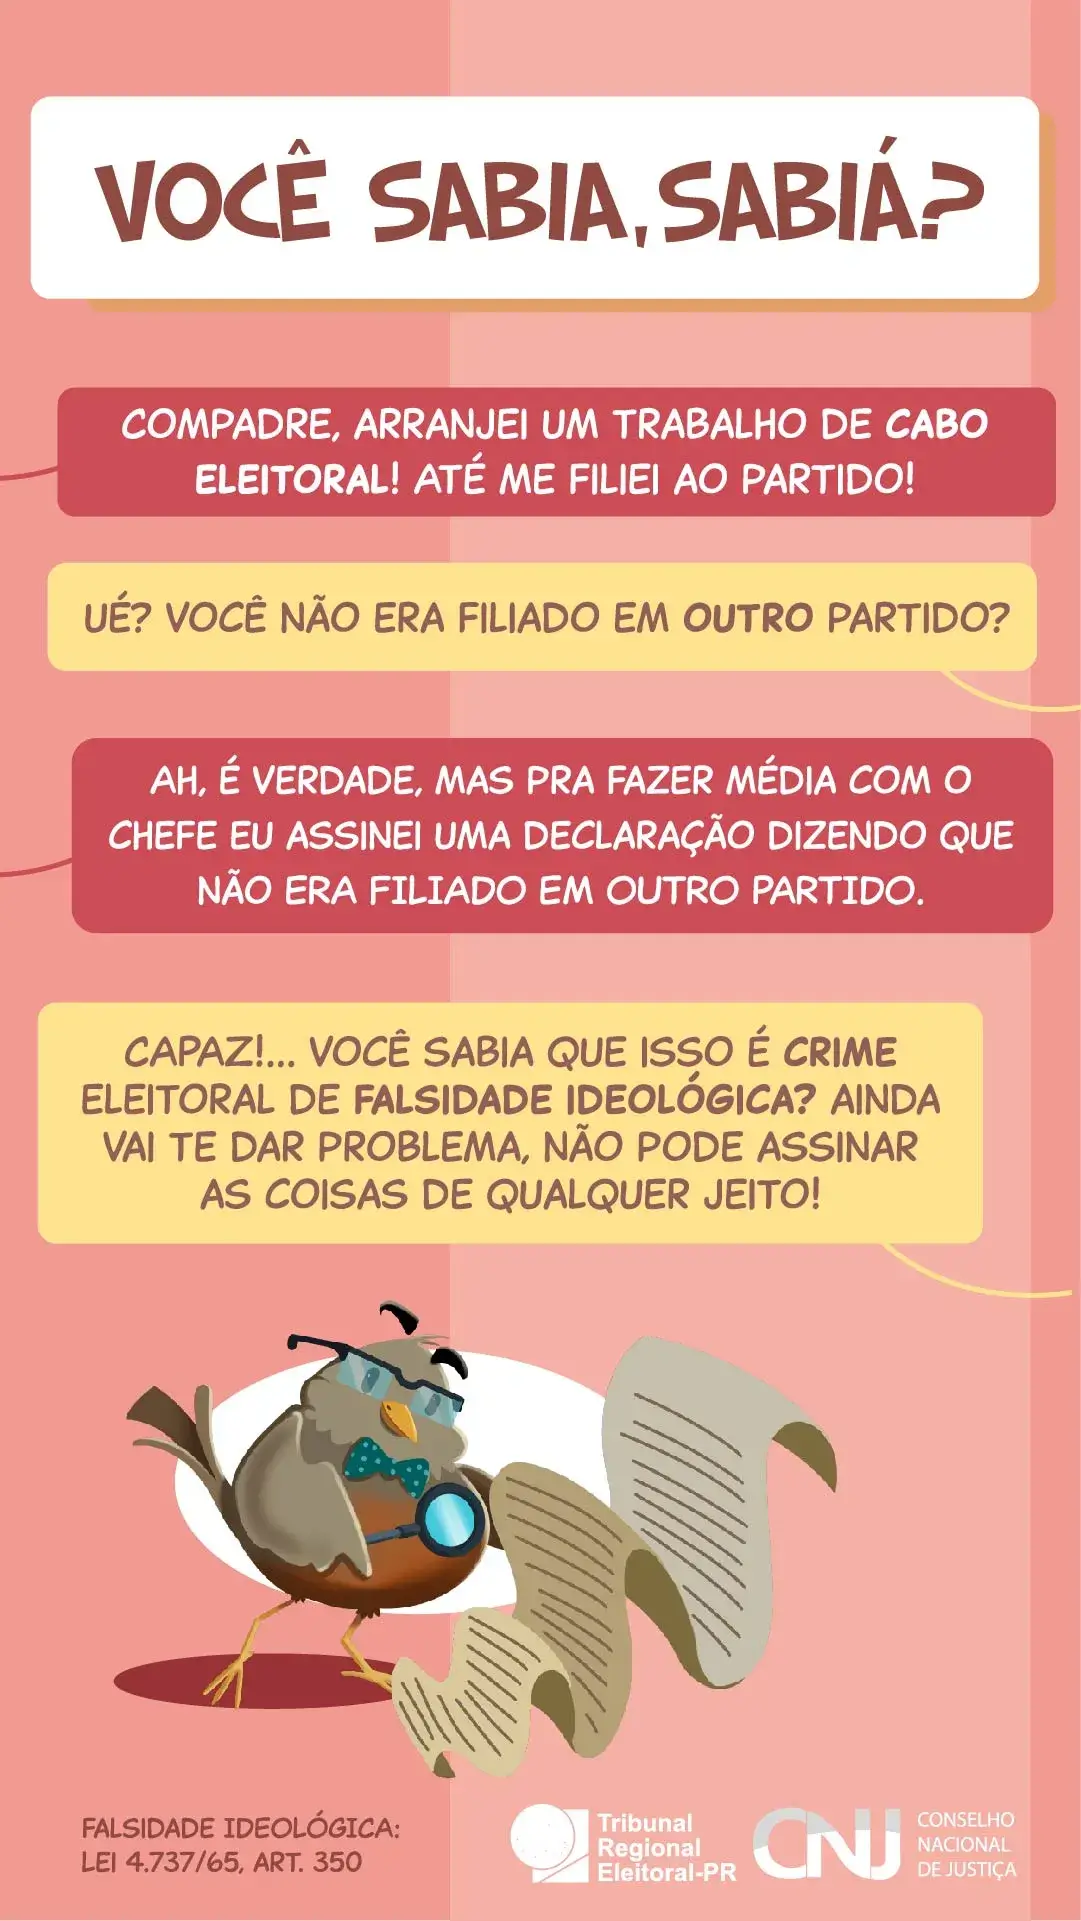 VOCÊ SABIA, SABIÁ?
COMPADRE, ARRANJEI UM TRABALHO DE CABO
ELEITORAL! ATÉ ME FILIEI AO PARTIDO!
UÉ? VOCÊ NÃO ERA FILIADO EM OUTRO PARTIDO?
AH, É VERDADE, MAS PRA FAZER MÉDIA COM O
CHEFE EU ASSINEI UMA DECLARAÇÃO DIZENDO QUE
NÃO ERA FILIADO EM OUTRO PARTIDO.
CAPAZ!... VOCÊ SABIA QUE ISSO É CRIME
ELEITORAL DE FALSIDADE IDEOLÓGICA? AINDA
VAI TE DAR PROBLEMA, NÃO PODE ASSINAR
AS COISAS DE QUALQUER JEITO!
FALSIDADE IDEOLÓGICA:
LEI 4.737/65, ART. 350
Tribunal
Regional
Eleitoral-PR
CNJ
CONSELHO
NACIONAL
DE JUSTIÇA